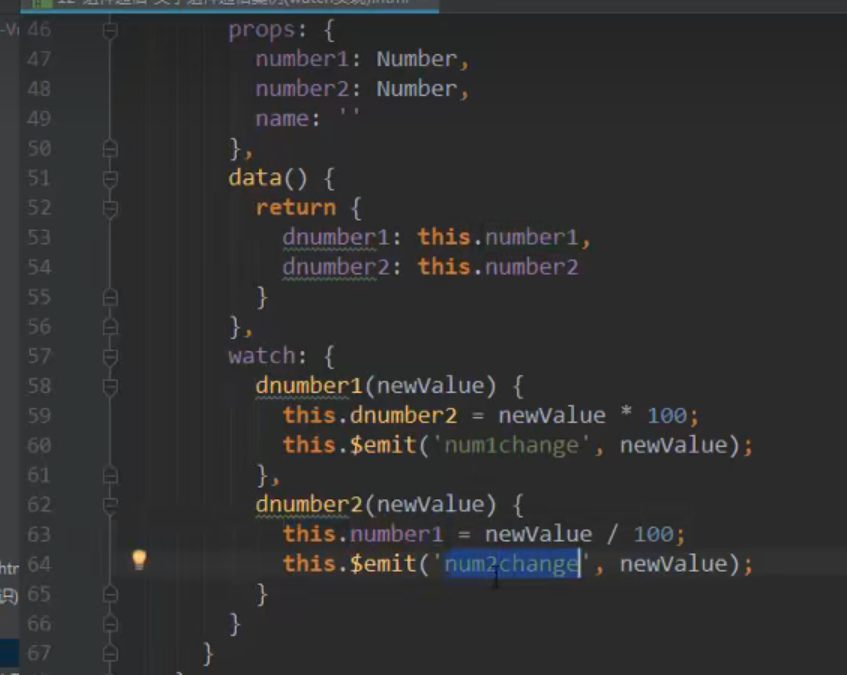 46 props: {
47 number1: Number,
48 number2: Number,
49 name: ''
50 },
51 data() {
52 return {
53 dnumber1: this.number1,
54 dnumber2: this.number2
55 }
56 },
57 watch: {
58 dnumber1(newValue) {
59 this.dnumber2 = newValue * 100;
60 this.$emit('num1change', newValue);
61 },
62 dnumber2(newValue) {
63 this.number1 = newValue / 100;
64 this.$emit('num2change', newValue);
65 }
66 }
67 }